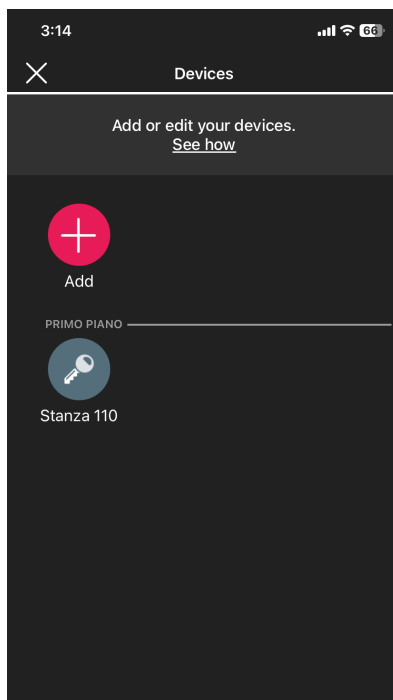 3:14
66
Devices
Add or edit your devices.
See how
Add
PRIMO PIANO
Stanza 110